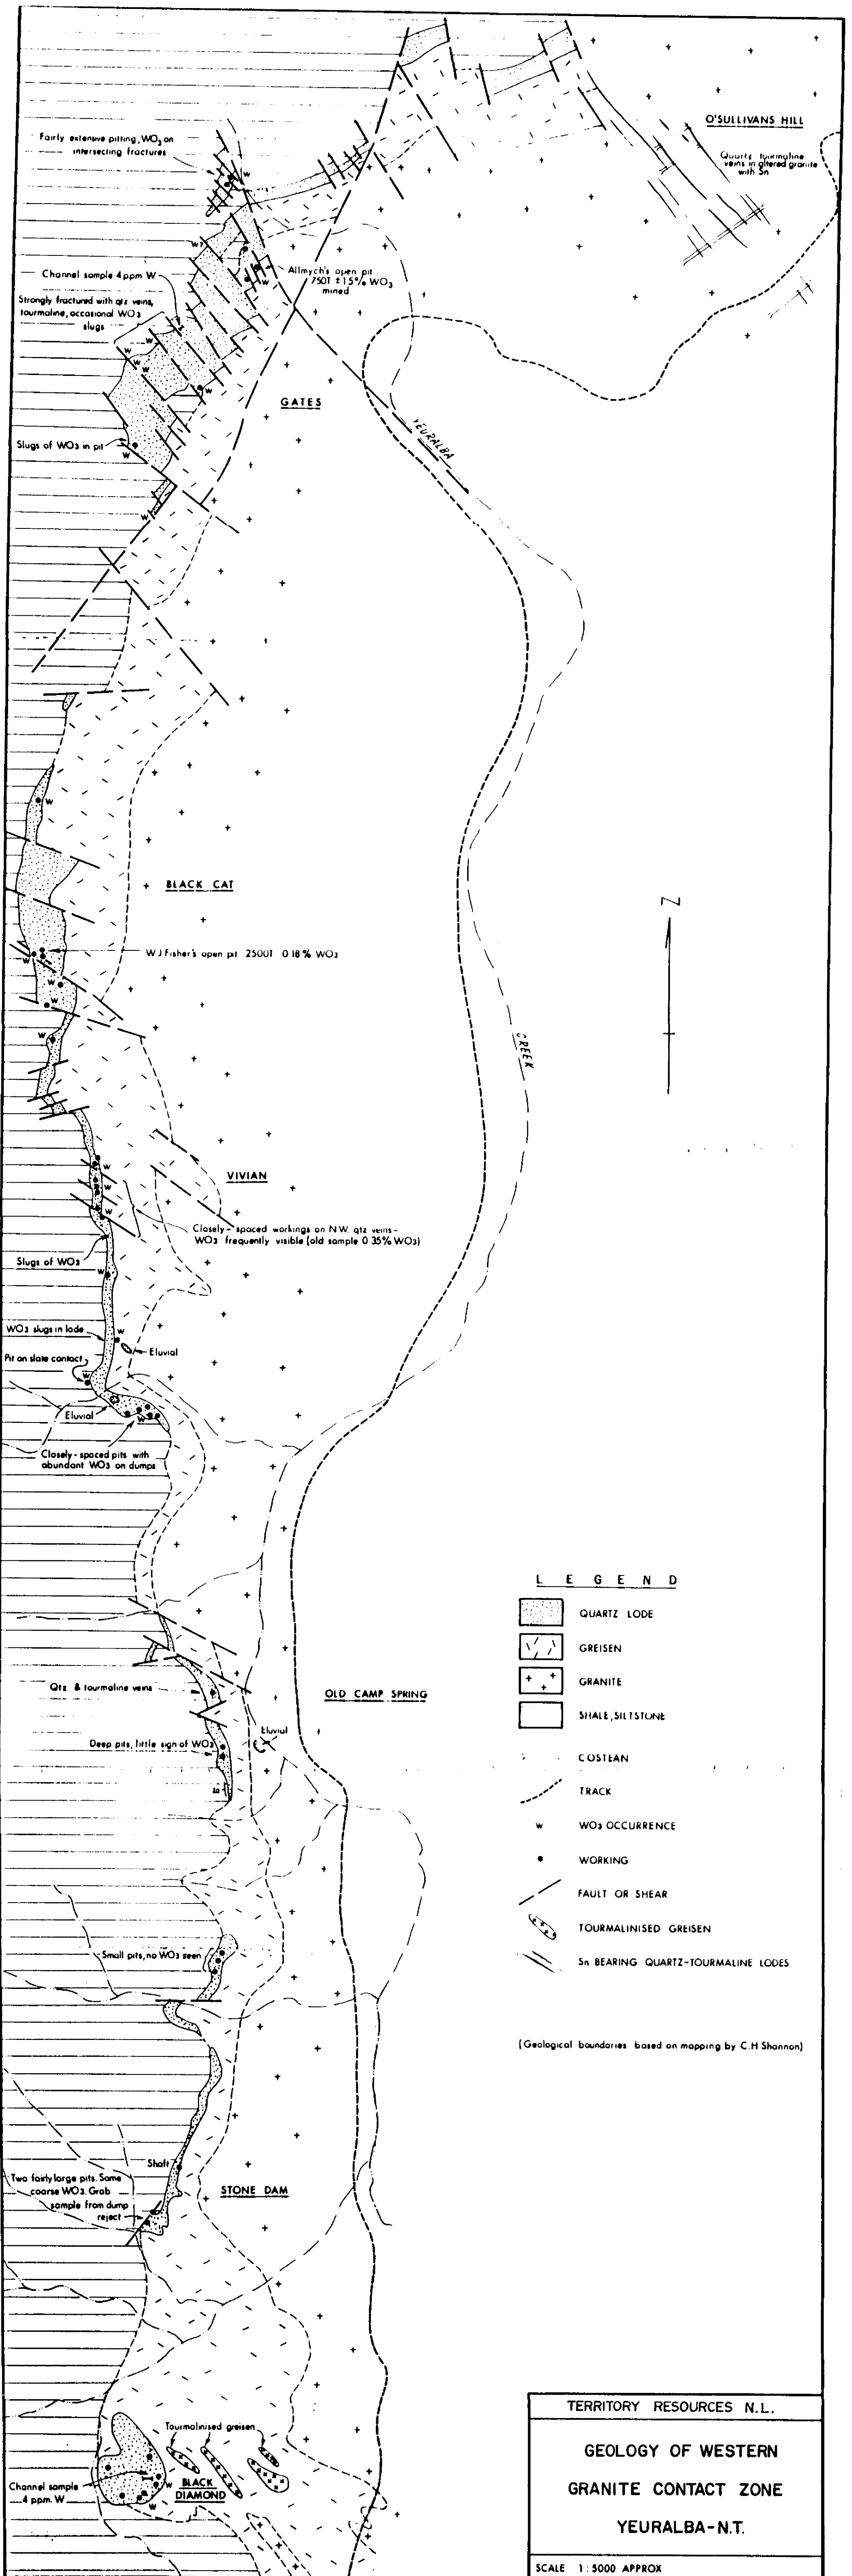 O'SULLIVANS HILL
Fairly extensive pitting, WO3 on
intersecting fractures
W
Quartz tourmaline
veins in altered granite
with Sn
W?
Channel sample 4 ppm W
Allmych's open pit
750T ± 1.5% WO3
mined
W
Strongly fractured with qtz veins,
tourmaline, occasional WO3
slugs
W
W
W
W
W
GATES
YEURALBA
Slugs of WO3 in pit
W
W
W
BLACK CAT
W.J Fisher's open pit 2500T 0.18% WO3
W
W
W
W
CREEK
W
W
W
VIVIAN
Closely-spaced workings on N.W. qtz veins-
WO3 frequently visible (old sample 0.35% WO3)
Slugs of WO3
W
WO3 slugs in lode
W
Eluvial
Pit on slate contact
W
Eluvial
W
Closely-spaced pits with
abundant WO3 on dumps
N
Qtz & tourmaline veins
OLD CAMP SPRING
Eluvial
Deep pits, little sign of WO3
Small pits, no WO3 seen
Shaft
Two fairly large pits. Some
coarse WO3. Grab
sample from dump
reject
STONE DAM
Tourmalinised greisen
Channel sample
4 ppm. W
W
W
BLACK
DIAMOND
LEGEND
QUARTZ LODE
GREISEN
GRANITE
SHALE, SILTSTONE
COSTEAN
TRACK
W WO3 OCCURRENCE
WORKING
FAULT OR SHEAR
TOURMALINISED GREISEN
Sn BEARING QUARTZ-TOURMALINE LODES
(Geological boundaries based on mapping by C.H Shannon)
TERRITORY RESOURCES N.L.
GEOLOGY OF WESTERN
GRANITE CONTACT ZONE
YEURALBA-N.T.
SCALE 1:5000 APPROX